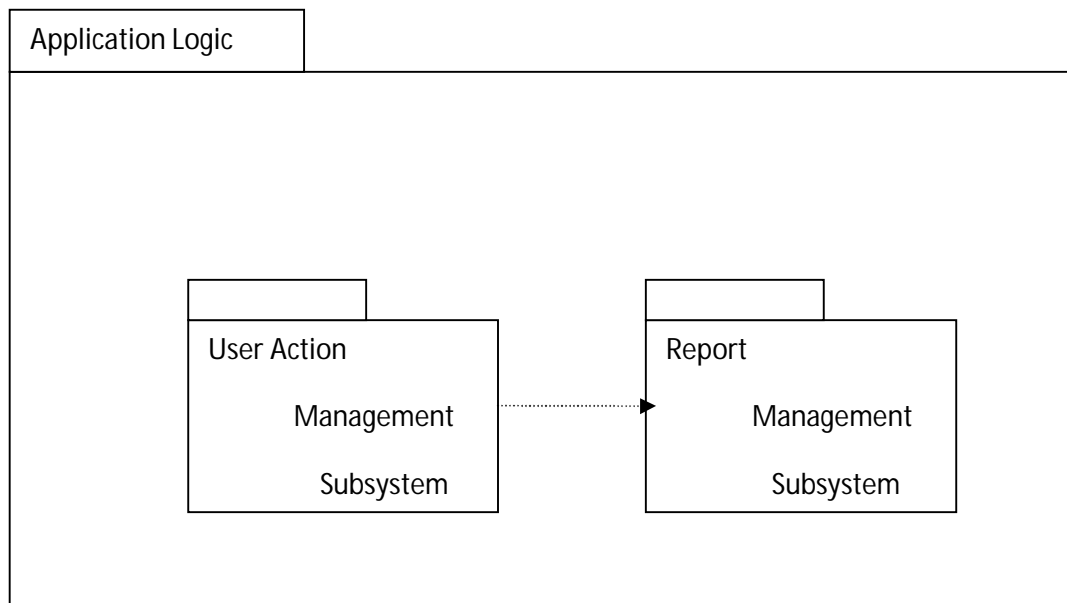 Application Logic
User Action
Management
Subsystem
Report
Management
Subsystem